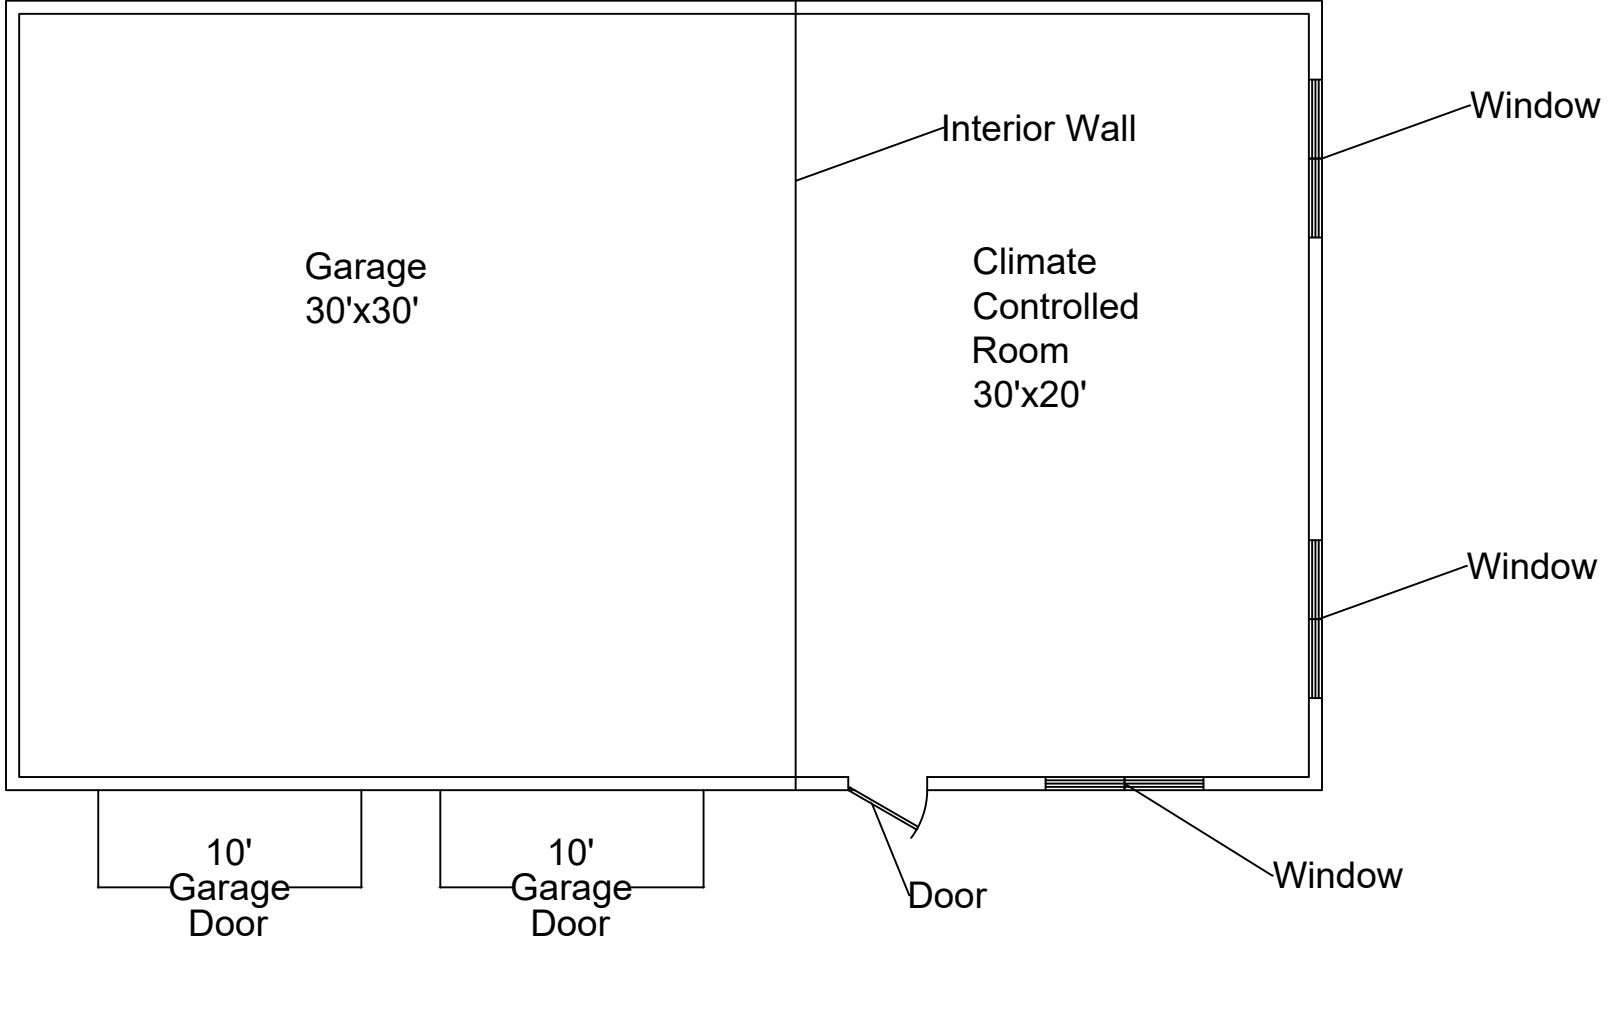 Window
Interior Wall
Garage
30'x30'
Climate
Controlled
Room
30'x20'
Window
10'
Garage
Door
10'
Garage
Door
Door
Window